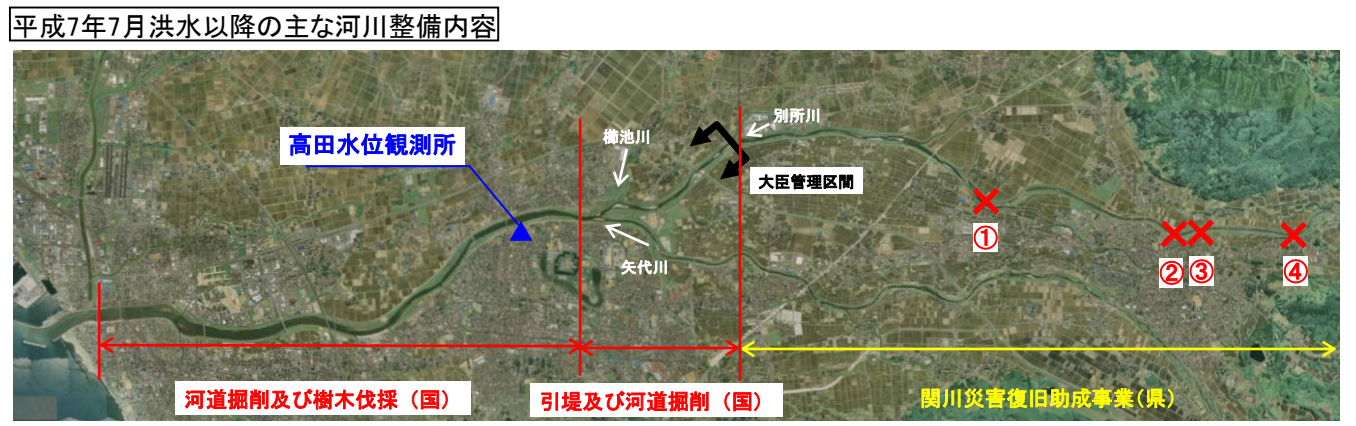 平成7年7月洪水以降の主な河川整備内容
別所川
櫛池川
高田水位観測所
大臣管理区間
矢代川
①
②
③
④
河道掘削及び樹木伐採（国）
引堤及び河道掘削（国）
関川災害復旧助成事業（県）